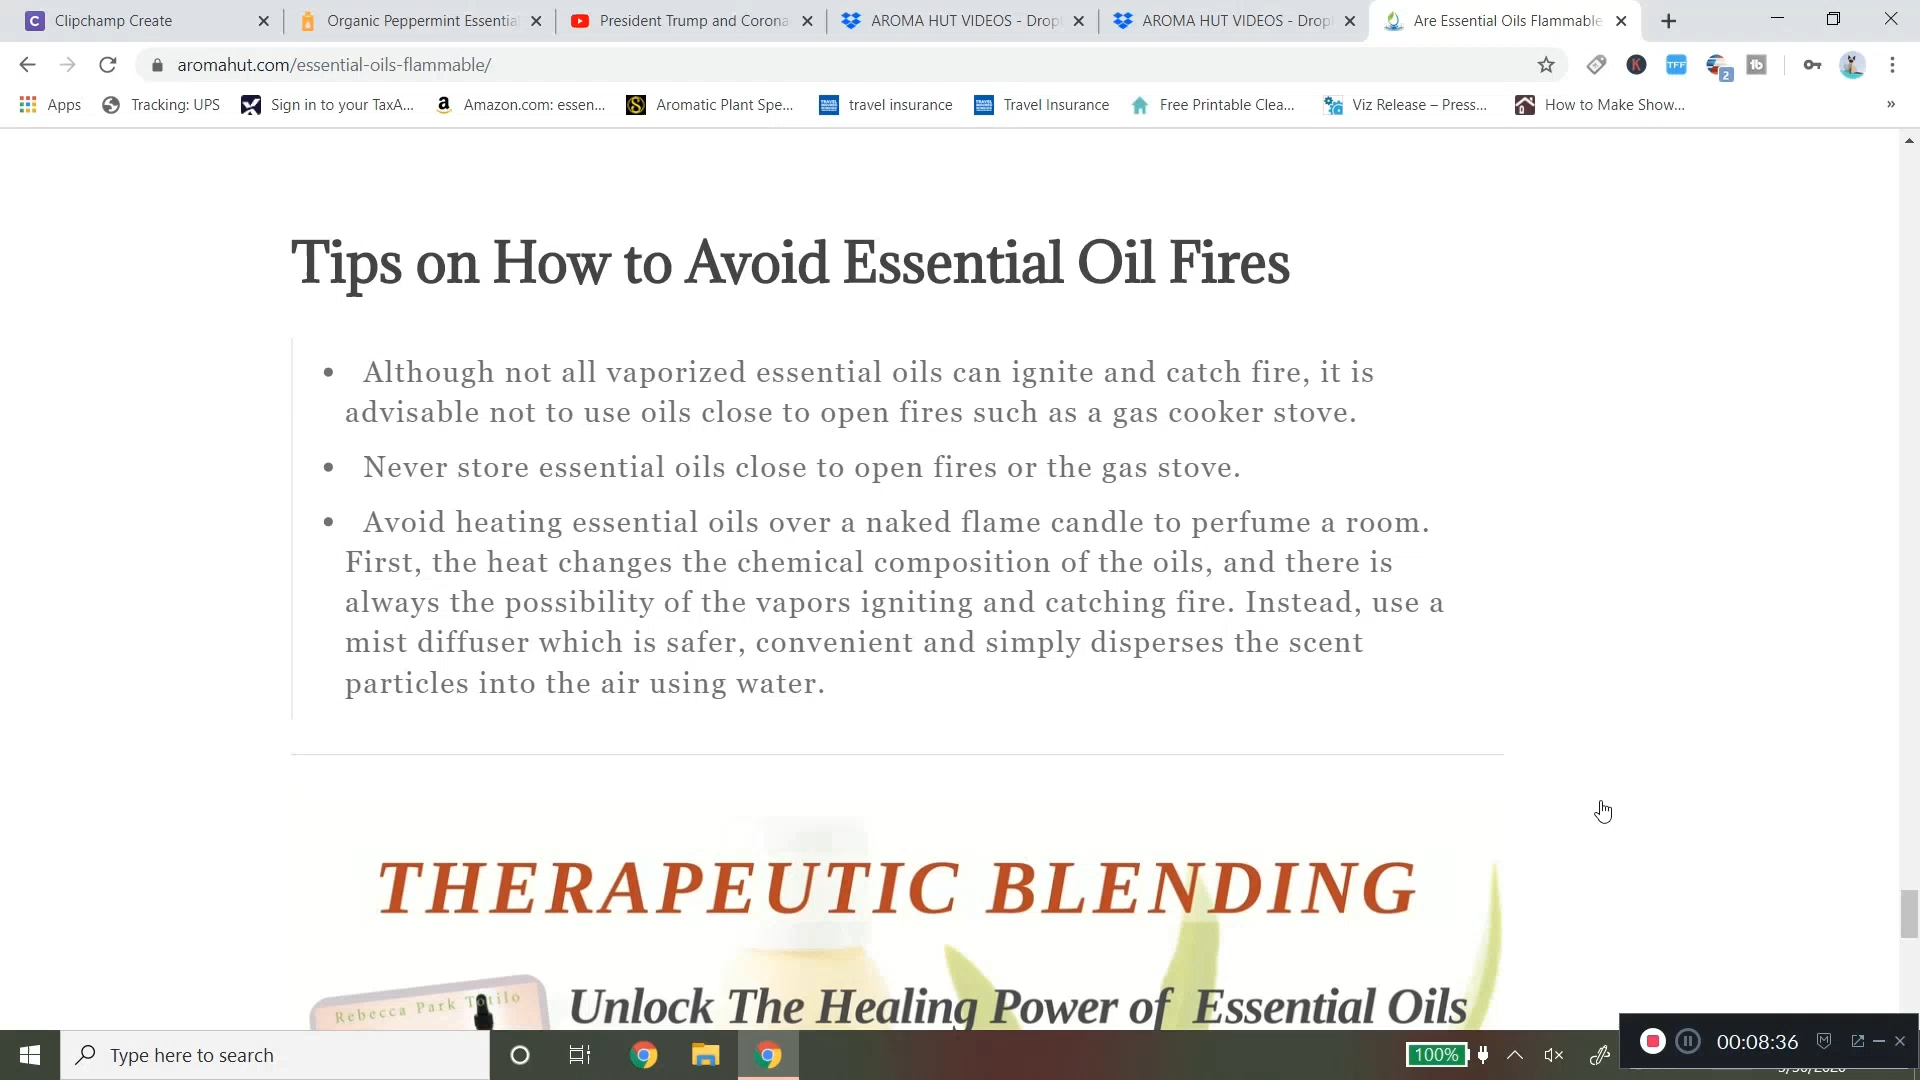 Clipchamp Create
Organic Peppermint Essentia
President Trump and Corona
AROMA HUT VIDEOS - Drop
AROMA HUT VIDEOS - Drop
Are Essential Oils Flammable
aromahut.com/essential-oils-flammable/
TFF
2
Apps
Tracking: UPS
Sign in to your TaxA...
Amazon.com: essen...
Aromatic Plant Spe...
travel insurance
Travel Insurance
Free Printable Clea...
Viz Release – Press...
How to Make Show...
Tips on How to Avoid Essential Oil Fires
• Although not all vaporized essential oils can ignite and catch fire, it is
advisable not to use oils close to open fires such as a gas cooker stove.
• Never store essential oils close to open fires or the gas stove.
• Avoid heating essential oils over a naked flame candle to perfume a room.
First, the heat changes the chemical composition of the oils, and there is
always the possibility of the vapors igniting and catching fire. Instead, use a
mist diffuser which is safer, convenient and simply disperses the scent
particles into the air using water.
THERAPEUTIC BLENDING
Rebecca Park Totilo
Unlock The Healing Power of Essential Oils
Type here to search
100%
00:08:36